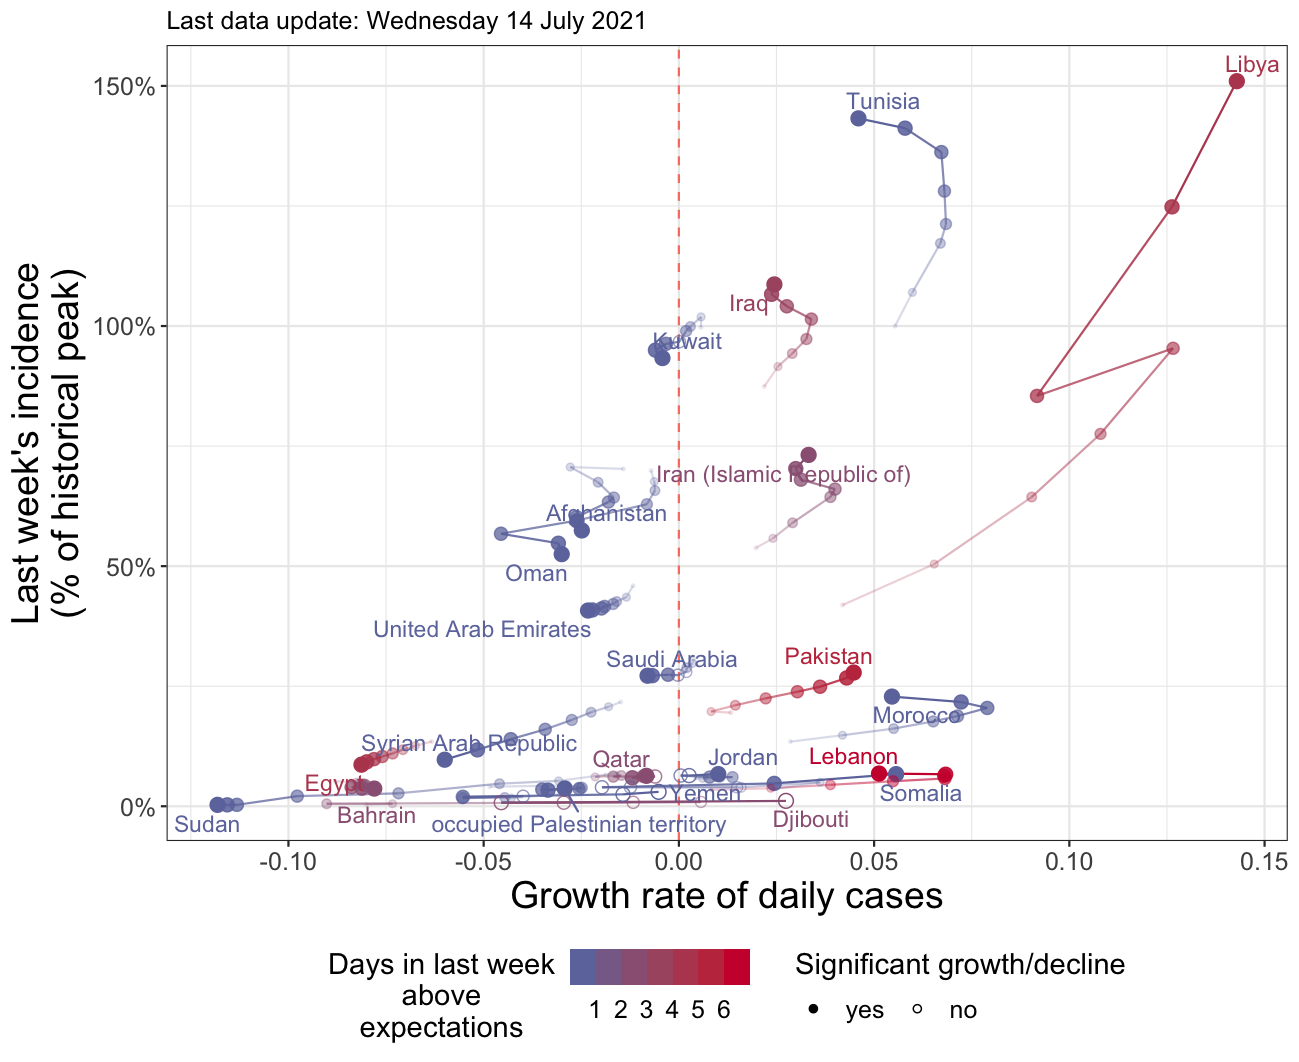 Last data update: Wednesday 14 July 2021
Last week's incidence
(% of historical peak)
150%
100%
50%
0%
Libya
Tunisia
Iraq
Kuwait
Iran (Islamic Republic of)
Afghanistan
Oman
United Arab Emirates
Saudi Arabia
Pakistan
Morocco
Syrian Arab Republic
Qatar
Jordan
Lebanon
Egypt
Yemen
Somalia
Bahrain
Djibouti
Sudan
occupied Palestinian territory
-0.10
-0.05
0.00
0.05
0.10
0.15
Growth rate of daily cases
Days in last week
above
expectations
1 2 3 4 5 6
Significant growth/decline
yes
no